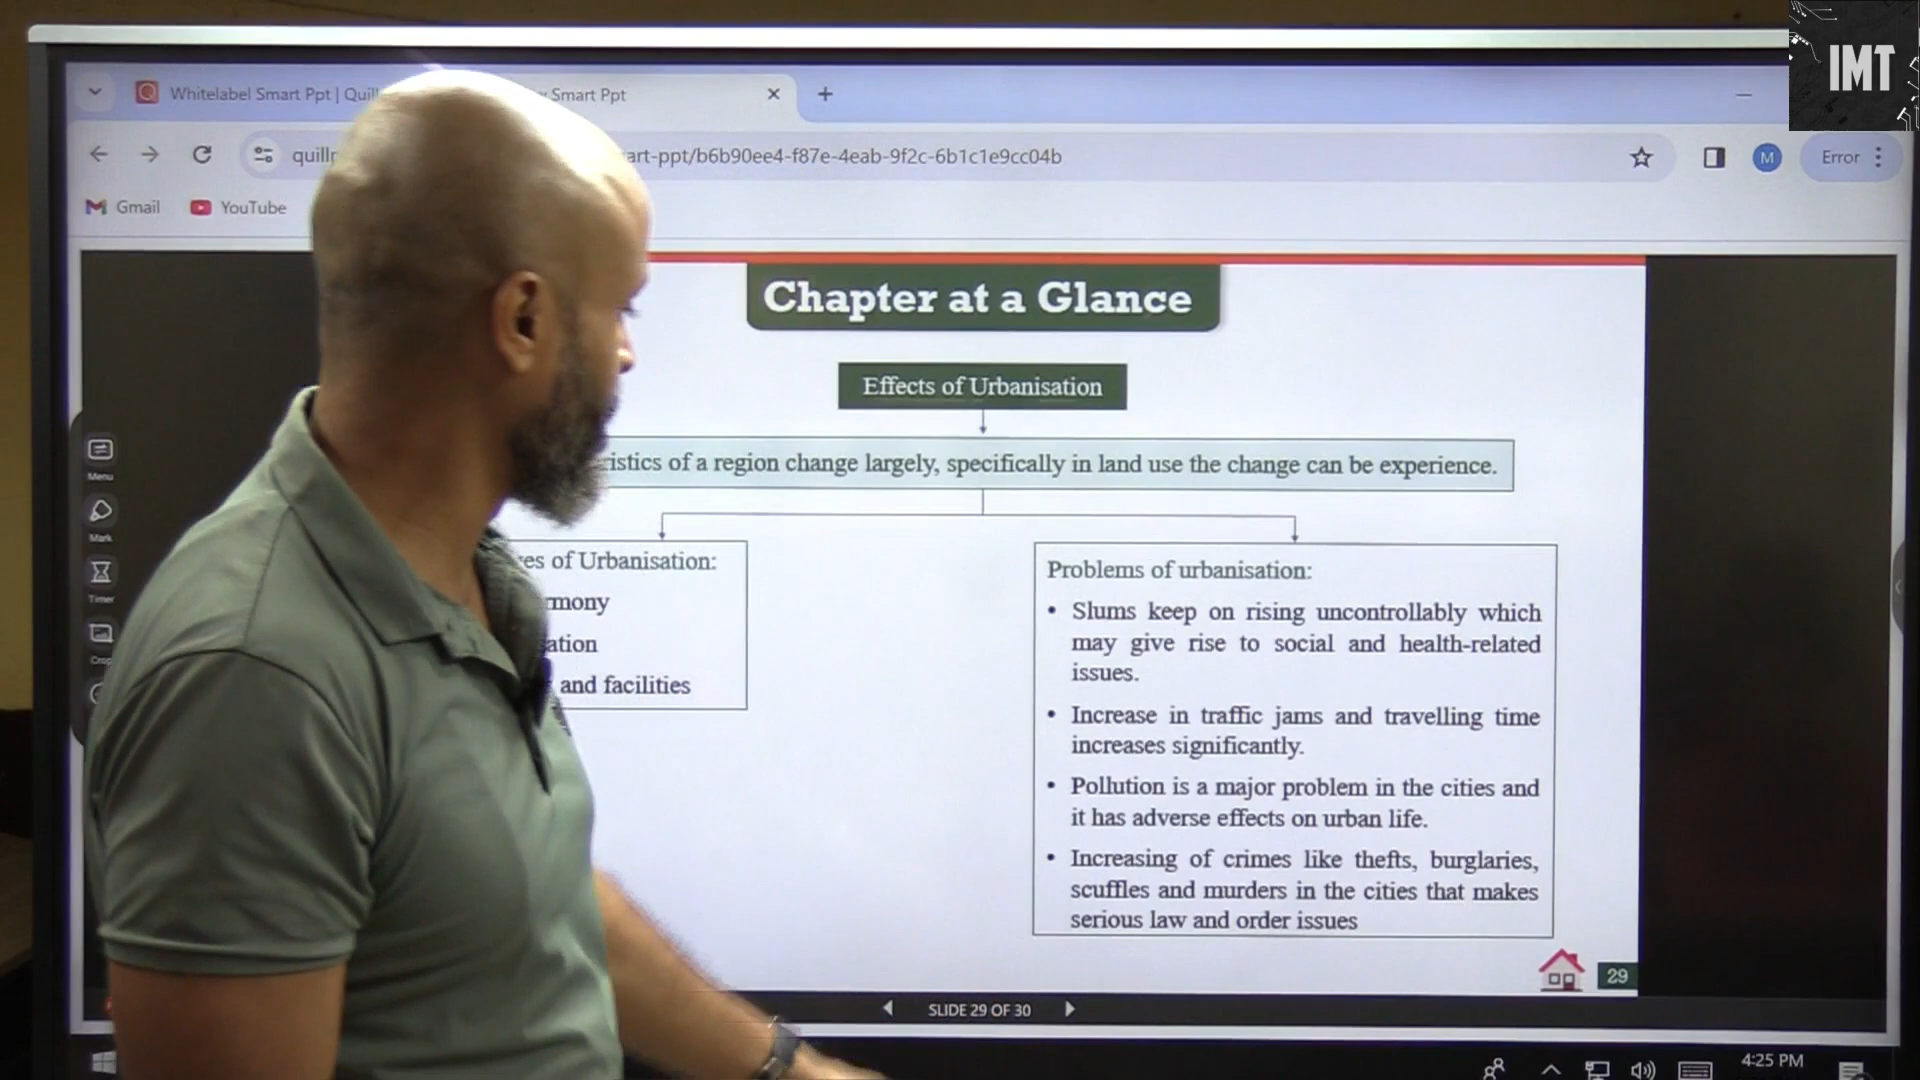 IMT
Whitelabel Smart Ppt | Quil
Smart Ppt
art-ppt/b6b90ee4-f87e-4eab-9f2c-6b1c1e9cc04b
M
Error
Gmail
YouTube
Chapter at a Glance
Effects of Urbanisation
of a region change largely, specifically in land use the change can be experience.
of Urbanisation:
and facilities
Problems of urbanisation:
• Slums keep on rising uncontrollably which
may give rise to social and health-related
issues.
• Increase in traffic jams and travelling time
increases significantly.
• Pollution is a major problem in the cities and
it has adverse effects on urban life.
• Increasing of crimes like thefts, burglaries,
scuffles and murders in the cities that makes
serious law and order issues
Menu
Mark
Timer
Crop
29
SLIDE 29 OF 30
4:25 PM